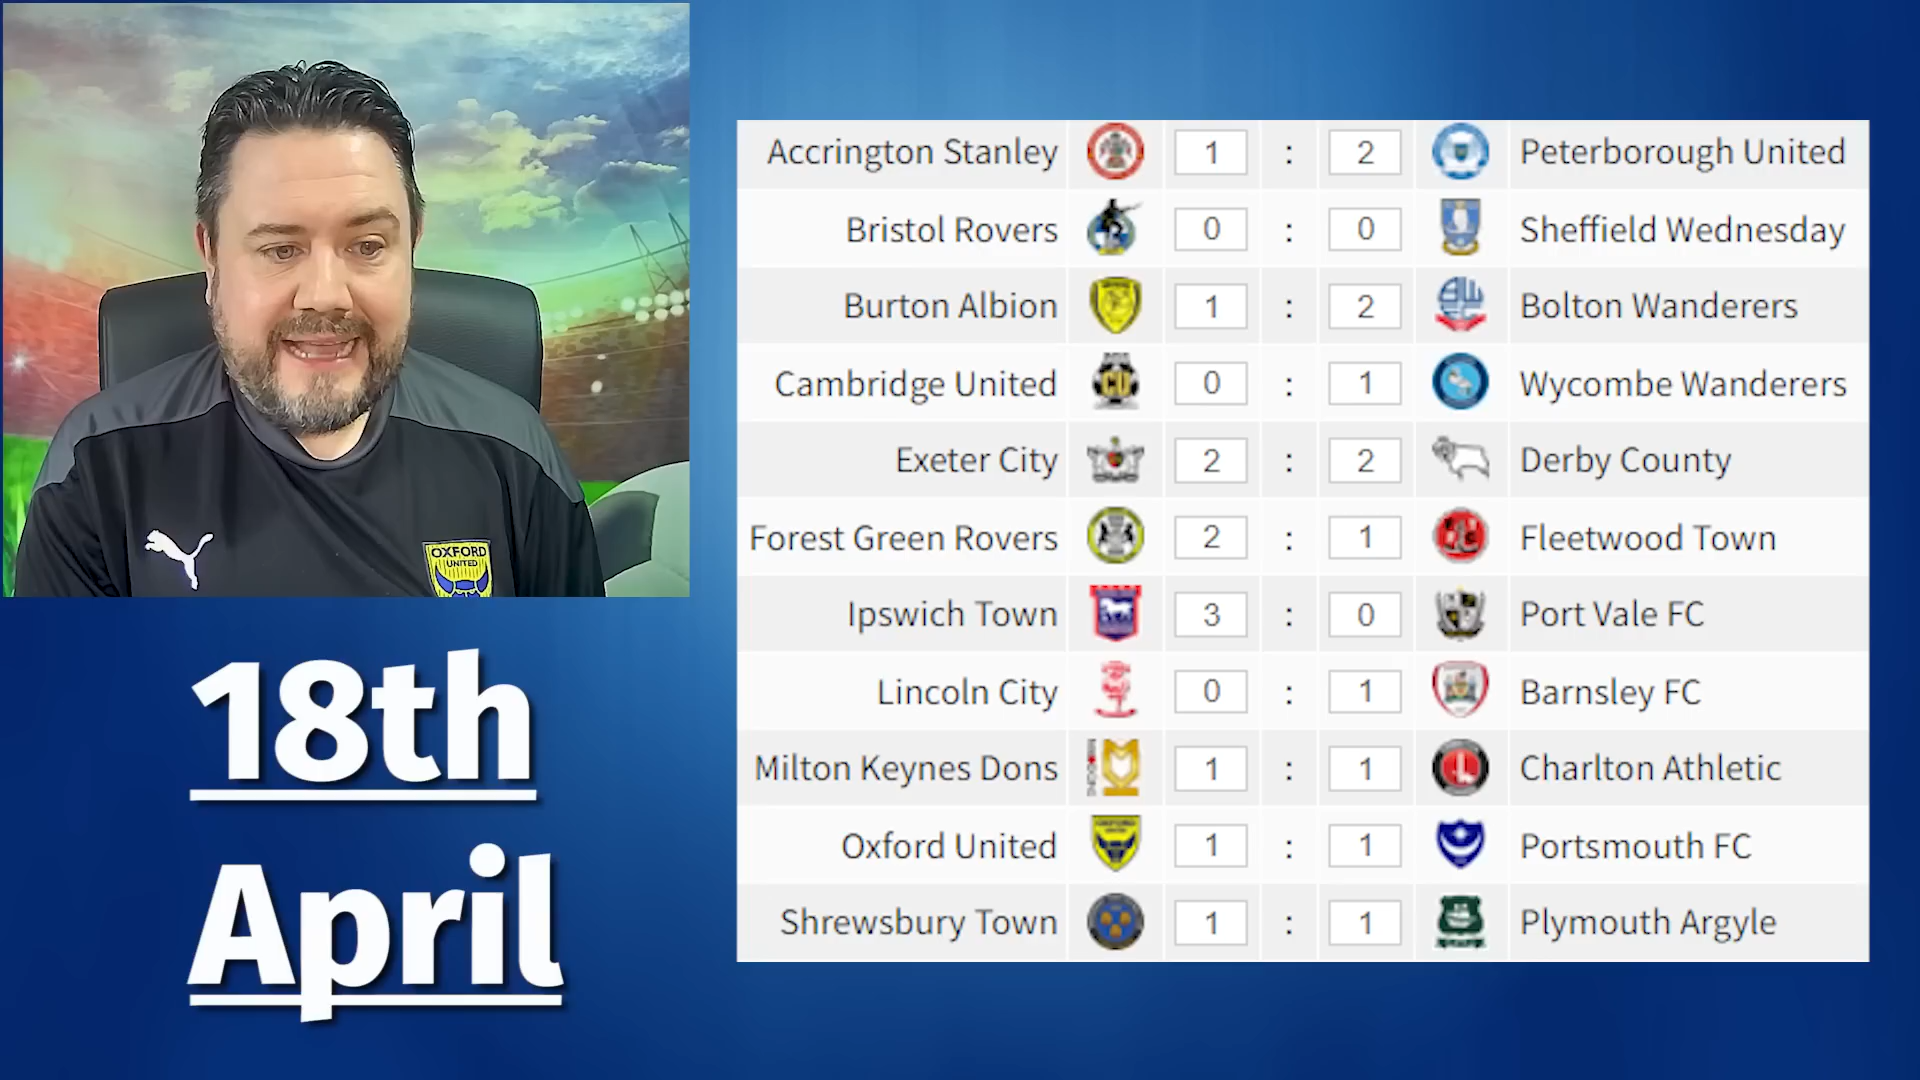 OXFORD
UNITED
18th
April
Accrington Stanley 1 : 2 Peterborough United
Bristol Rovers 0 : 0 Sheffield Wednesday
Burton Albion 1 : 2 Bolton Wanderers
Cambridge United 0 : 1 Wycombe Wanderers
Exeter City 2 : 2 Derby County
Forest Green Rovers 2 : 1 Fleetwood Town
Ipswich Town 3 : 0 Port Vale FC
Lincoln City 0 : 1 Barnsley FC
Milton Keynes Dons 1 : 1 Charlton Athletic
Oxford United 1 : 1 Portsmouth FC
Shrewsbury Town 1 : 1 Plymouth Argyle